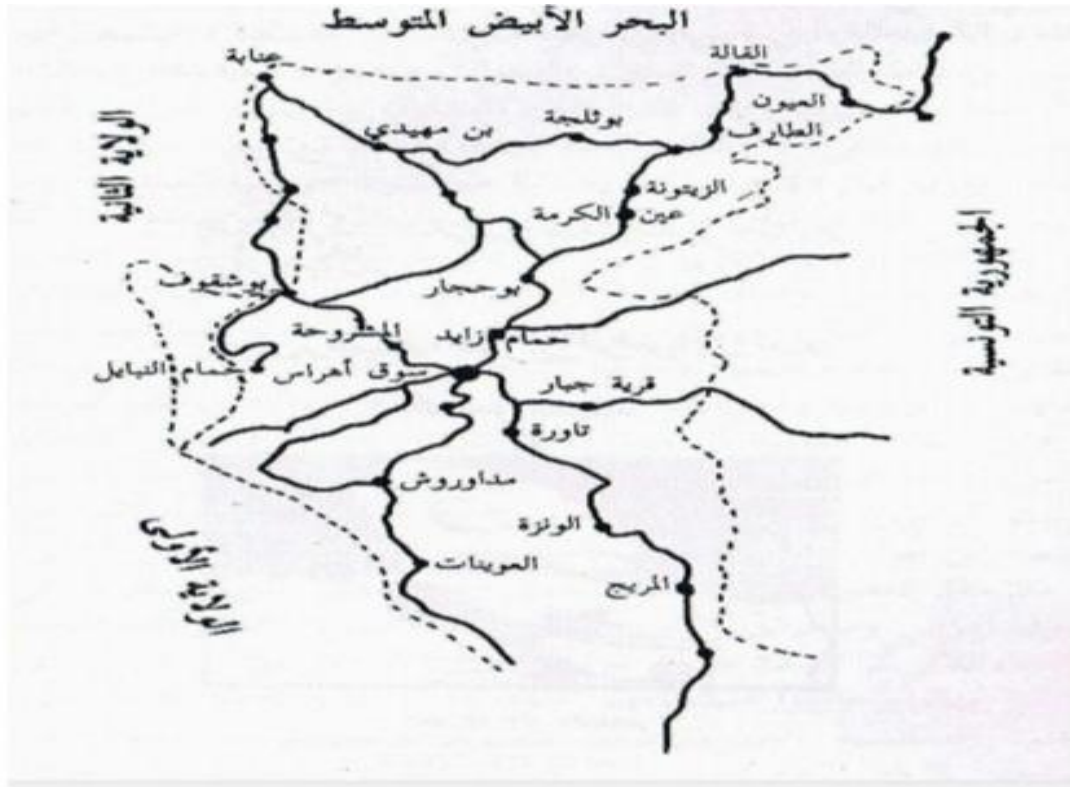 البحر الأبيض المتوسط
عنابة
القالة
العيون
بوثلجة
بن مهيدي
الطارف
الولاية الثانية
الزيتونة
عين الكرمة
الجمهورية التونسية
بوشقوف
بوحجار
المشروحة
حمام زايد
حمام النبايل
سوق أهراس
قرية جبار
تاورة
مداوروش
الونزة
الولاية الأولى
العوينات
المريج